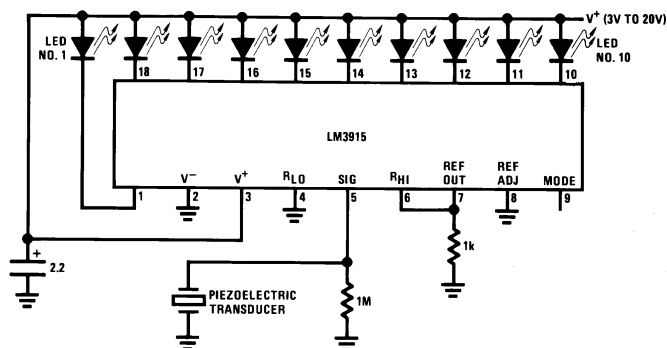 V+ (3V TO 20V)
LED
NO. 1
LED
NO. 10
18
17
16
15
14
13
12
11
10
LM3915
V−
V+
RLO
SIG
RHI
REF
OUT
REF
ADJ
MODE
1
2
3
4
5
6
7
8
9
+
2.2
1k
PIEZOELECTRIC
TRANSDUCER
1M